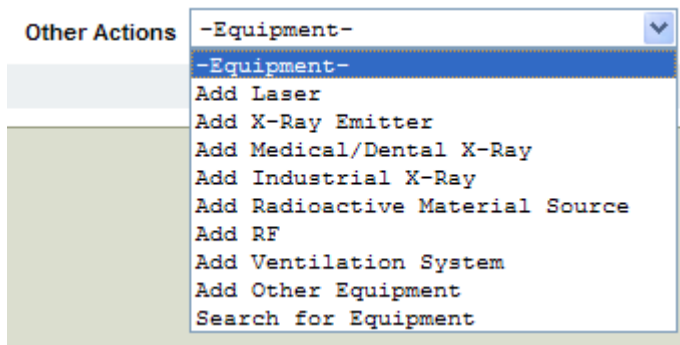 Other Actions -Equipment-
-Equipment-
Add Laser
Add X-Ray Emitter
Add Medical/Dental X-Ray
Add Industrial X-Ray
Add Radioactive Material Source
Add RF
Add Ventilation System
Add Other Equipment
Search for Equipment